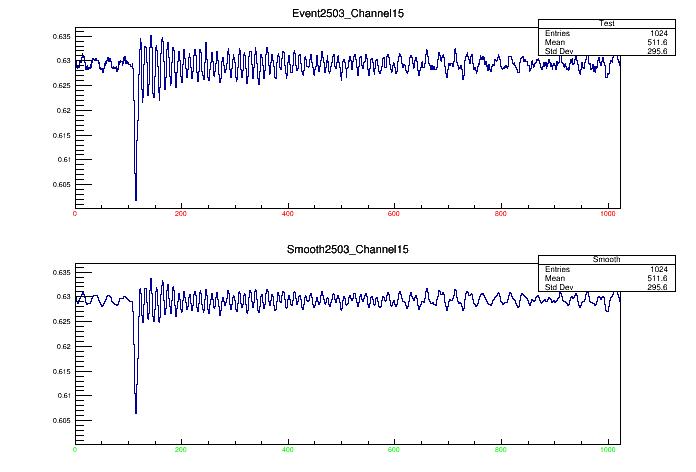 Event2503_Channel15
Test
Entries 1024
Mean 511.6
Std Dev 295.6
0.635
0.63
0.625
0.62
0.615
0.61
0.605
0 200 400 600 800 1000
Smooth2503_Channel15
Smooth
Entries 1024
Mean 511.6
Std Dev 295.6
0.635
0.63
0.625
0.62
0.615
0.61
0.605
0 200 400 600 800 1000